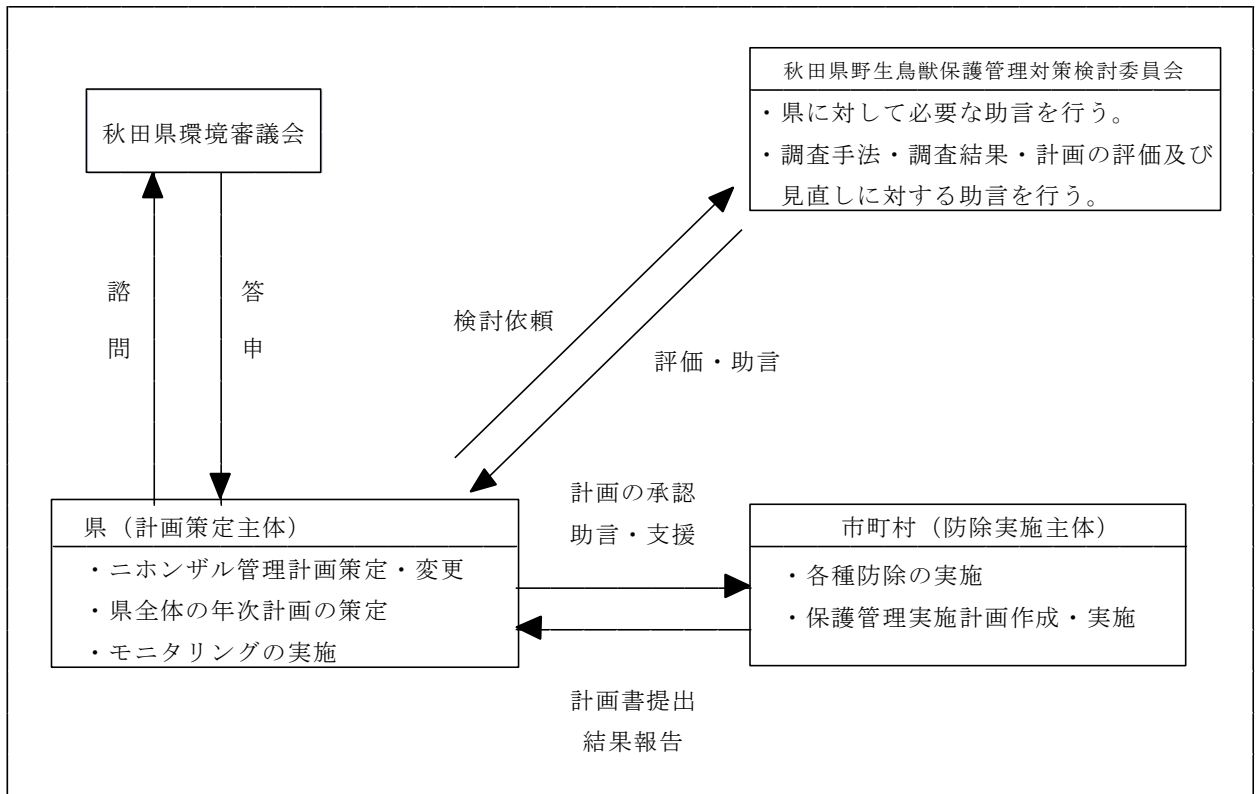 秋田県環境審議会
秋田県野生鳥獣保護管理対策検討委員会
・県に対して必要な助言を行う。
・調査手法・調査結果・計画の評価及び
見直しに対する助言を行う。
諮問
答申
検討依頼
評価・助言
県（計画策定主体）
・ニホンザル管理計画策定・変更
・県全体の年次計画の策定
・モニタリングの実施
計画の承認
助言・支援
市町村（防除実施主体）
・各種防除の実施
・保護管理実施計画作成・実施
計画書提出
結果報告